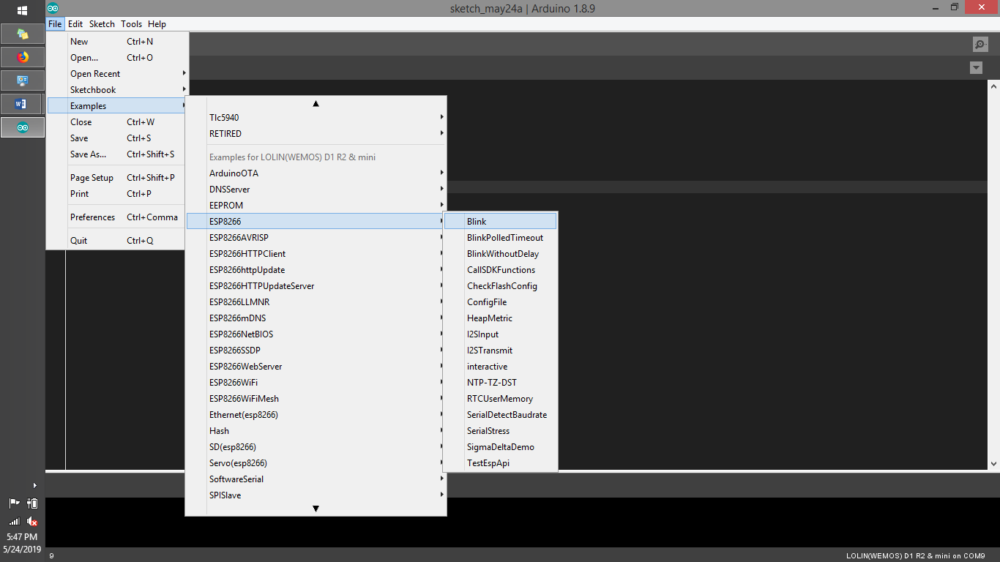 sketch_may24a | Arduino 1.8.9
File Edit Sketch Tools Help
New Ctrl+N
Open... Ctrl+O
Open Recent
Sketchbook
Examples
Close Ctrl+W
Save Ctrl+S
Save As... Ctrl+Shift+S
Page Setup Ctrl+Shift+P
Print Ctrl+P
Preferences Ctrl+Comma
Quit Ctrl+Q
Tlc5940
RETIRED
Examples for LOLIN(WEMOS) D1 R2 & mini
ArduinoOTA
DNSServer
EEPROM
ESP8266
ESP8266AVRISP
ESP8266HTTPClient
ESP8266httpUpdate
ESP8266HTTPUpdateServer
ESP8266LLMNR
ESP8266mDNS
ESP8266NetBIOS
ESP8266SSDP
ESP8266WebServer
ESP8266WiFi
ESP8266WiFiMesh
Ethernet(esp8266)
Hash
SD(esp8266)
Servo(esp8266)
SoftwareSerial
SPISlave
Blink
BlinkPolledTimeout
BlinkWithoutDelay
CallSDKFunctions
CheckFlashConfig
ConfigFile
HeapMetric
I2SInput
I2STransmit
interactive
NTP-TZ-DST
RTCUserMemory
SerialDetectBaudrate
SerialStress
SigmaDeltaDemo
TestEspApi
5:47 PM
5/24/2019
9
LOLIN(WEMOS) D1 R2 & mini on COM9